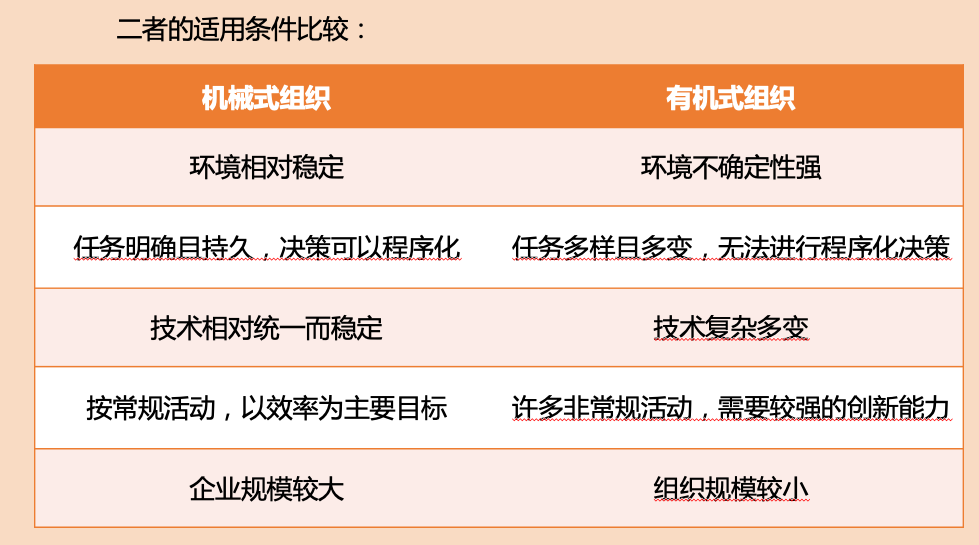 二者的适用条件比较：
机械式组织 有机式组织
环境相对稳定 环境不确定性强
任务明确目持久，决策可以程序化 任务多样目多变，无法进行程序化决策
技术相对统一而稳定 技术复杂多变
按常规活动，以效率为主要目标 许多非常规活动，需要较强的创新能力
企业规模较大 组织规模较小